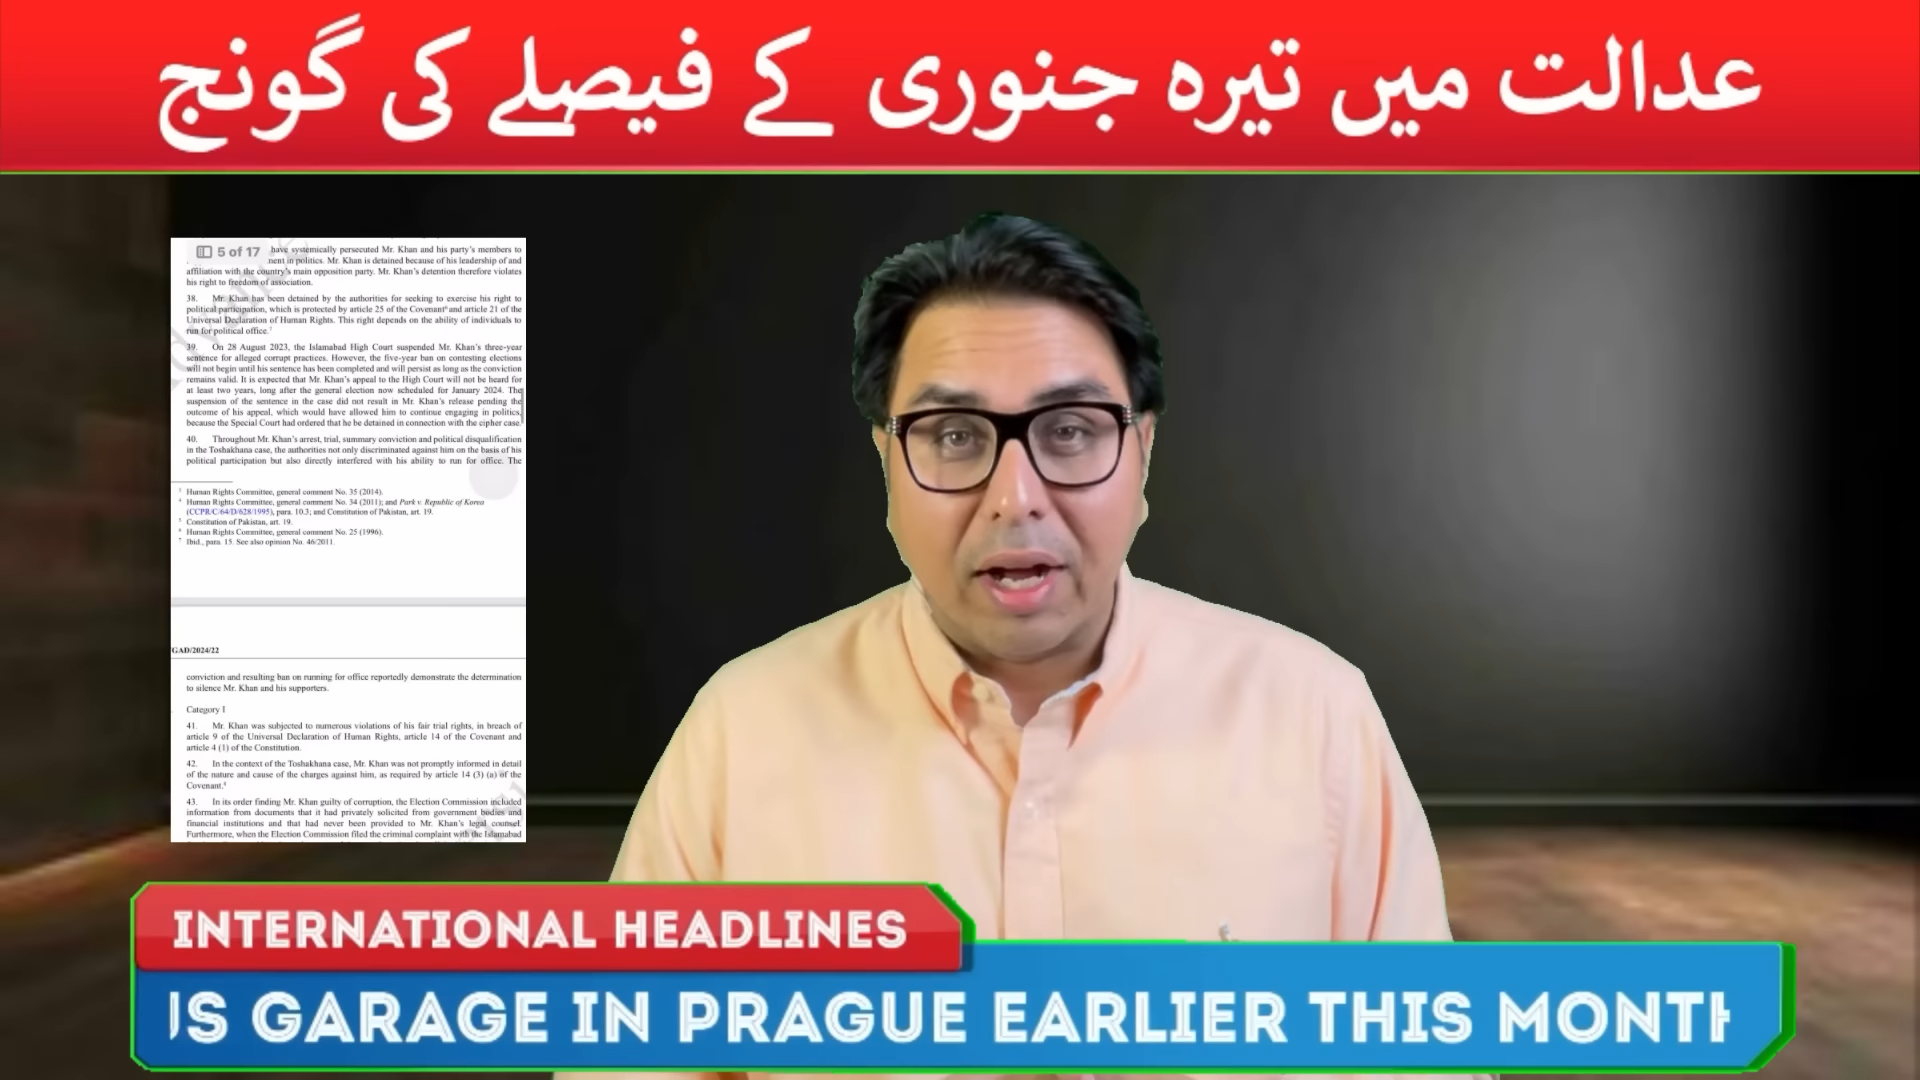 عدالت میں تیرہ جنوری کے فیصلے کی گونج
5 of 17
have systemically persecuted Mr. Khan and his party's members to
ment in politics. Mr. Khan is detained because of his leadership of and
affiliation with the country's main opposition party. Mr. Khan's detention therefore violates
his right to freedom of association.
38. Mr. Khan has been detained by the authorities for seeking to exercise his right to
political participation, which is protected by article 25 of the Covenant⁶ and article 21 of the
Universal Declaration of Human Rights. This right depends on the ability of individuals to
run for political office.⁷
39. On 28 August 2023, the Islamabad High Court suspended Mr. Khan's three-year
sentence for alleged corrupt practices. However, the five-year ban on contesting elections
will not begin until his sentence has been completed and will persist as long as the conviction
remains valid. It is expected that Mr. Khan's appeal to the High Court will not be heard for
at least two years, long after the general election now scheduled for January 2024. The
suspension of the sentence in the case did not result in Mr. Khan's release pending the
outcome of his appeal, which would have allowed him to continue engaging in politics,
because the Special Court had ordered that he be detained in connection with the cipher case.
40. Throughout Mr. Khan's arrest, trial, summary conviction and political disqualification
in the Toshakhana case, the authorities not only discriminated against him on the basis of his
political participation but also directly interfered with his ability to run for office. The
³ Human Rights Committee, general comment No. 35 (2014).
⁴ Human Rights Committee, general comment No. 34 (2011); and Park v. Republic of Korea
(CCPR/C/64/D/628/1995), para. 10.3; and Constitution of Pakistan, art. 19.
⁵ Constitution of Pakistan, art. 19.
⁶ Human Rights Committee, general comment No. 25 (1996).
⁷ Ibid., para. 15. See also opinion No. 46/2011.
GAD/2024/22
conviction and resulting ban on running for office reportedly demonstrate the determination
to silence Mr. Khan and his supporters.
Category I
41. Mr. Khan was subjected to numerous violations of his fair trial rights, in breach of
article 9 of the Universal Declaration of Human Rights, article 14 of the Covenant and
article 4 (1) of the Constitution.
42. In the context of the Toshakhana case, Mr. Khan was not promptly informed in detail
of the nature and cause of the charges against him, as required by article 14 (3) (a) of the
Covenant.⁸
43. In its order finding Mr. Khan guilty of corruption, the Election Commission included
information from documents that it had privately solicited from government bodies and
financial institutions and that had never been provided to Mr. Khan's legal counsel.
Furthermore, when the Election Commission filed the criminal complaint with the Islamabad
INTERNATIONAL HEADLINES
IS GARAGE IN PRAGUE EARLIER THIS MONTH